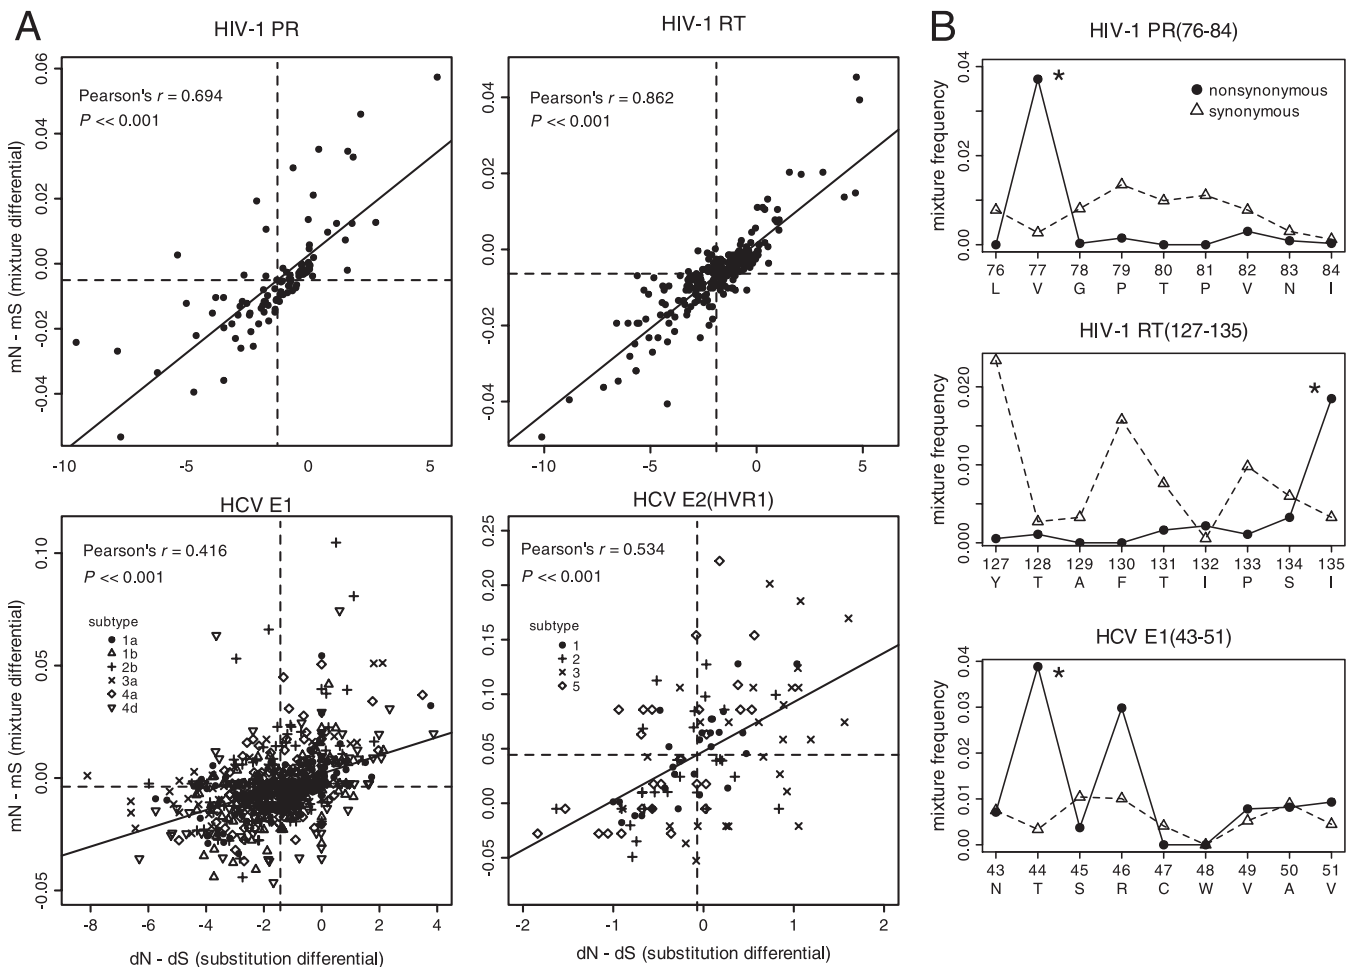 A
HIV-1 PR
Pearson's r = 0.694
P << 0.001
mN - mS (mixture differential)
0.06
0.04
0.02
0.00
-0.02
-0.04
-10 -5 0 5
HIV-1 RT
Pearson's r = 0.862
P << 0.001
0.04
0.02
0.00
-0.02
-0.04
-10 -5 0 5
HCV E1
Pearson's r = 0.416
P << 0.001
subtype
1a
1b
2b
3a
4a
4d
mN - mS (mixture differential)
0.10
0.05
0.00
-0.05
-8 -6 -4 -2 0 2 4
dN - dS (substitution differential)
HCV E2(HVR1)
Pearson's r = 0.534
P << 0.001
subtype
1
2
3
5
0.25
0.20
0.15
0.10
0.05
0.00
-0.05
-2 -1 0 1 2
dN - dS (substitution differential)
B
HIV-1 PR(76-84)
nonsynonymous
synonymous
*
mixture frequency
0.04
0.02
0.00
76 77 78 79 80 81 82 83 84
L V G P T P V N I
HIV-1 RT(127-135)
*
mixture frequency
0.020
0.010
0.000
127 128 129 130 131 132 133 134 135
Y T A F T I P S I
HCV E1(43-51)
*
mixture frequency
0.04
0.03
0.02
0.01
0.00
43 44 45 46 47 48 49 50 51
N T S R C W V A V